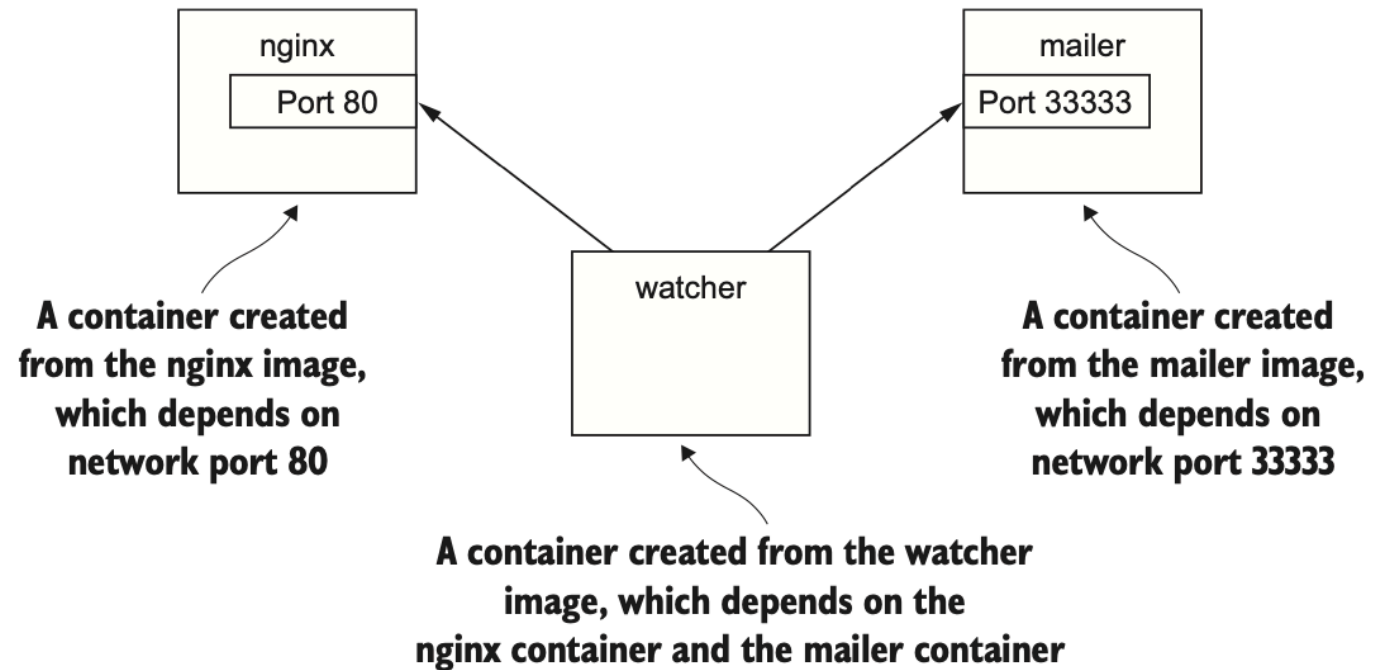 nginx
Port 80
mailer
Port 33333
watcher
A container created
from the nginx image,
which depends on
network port 80
A container created
from the mailer image,
which depends on
network port 33333
A container created from the watcher
image, which depends on the
nginx container and the mailer container